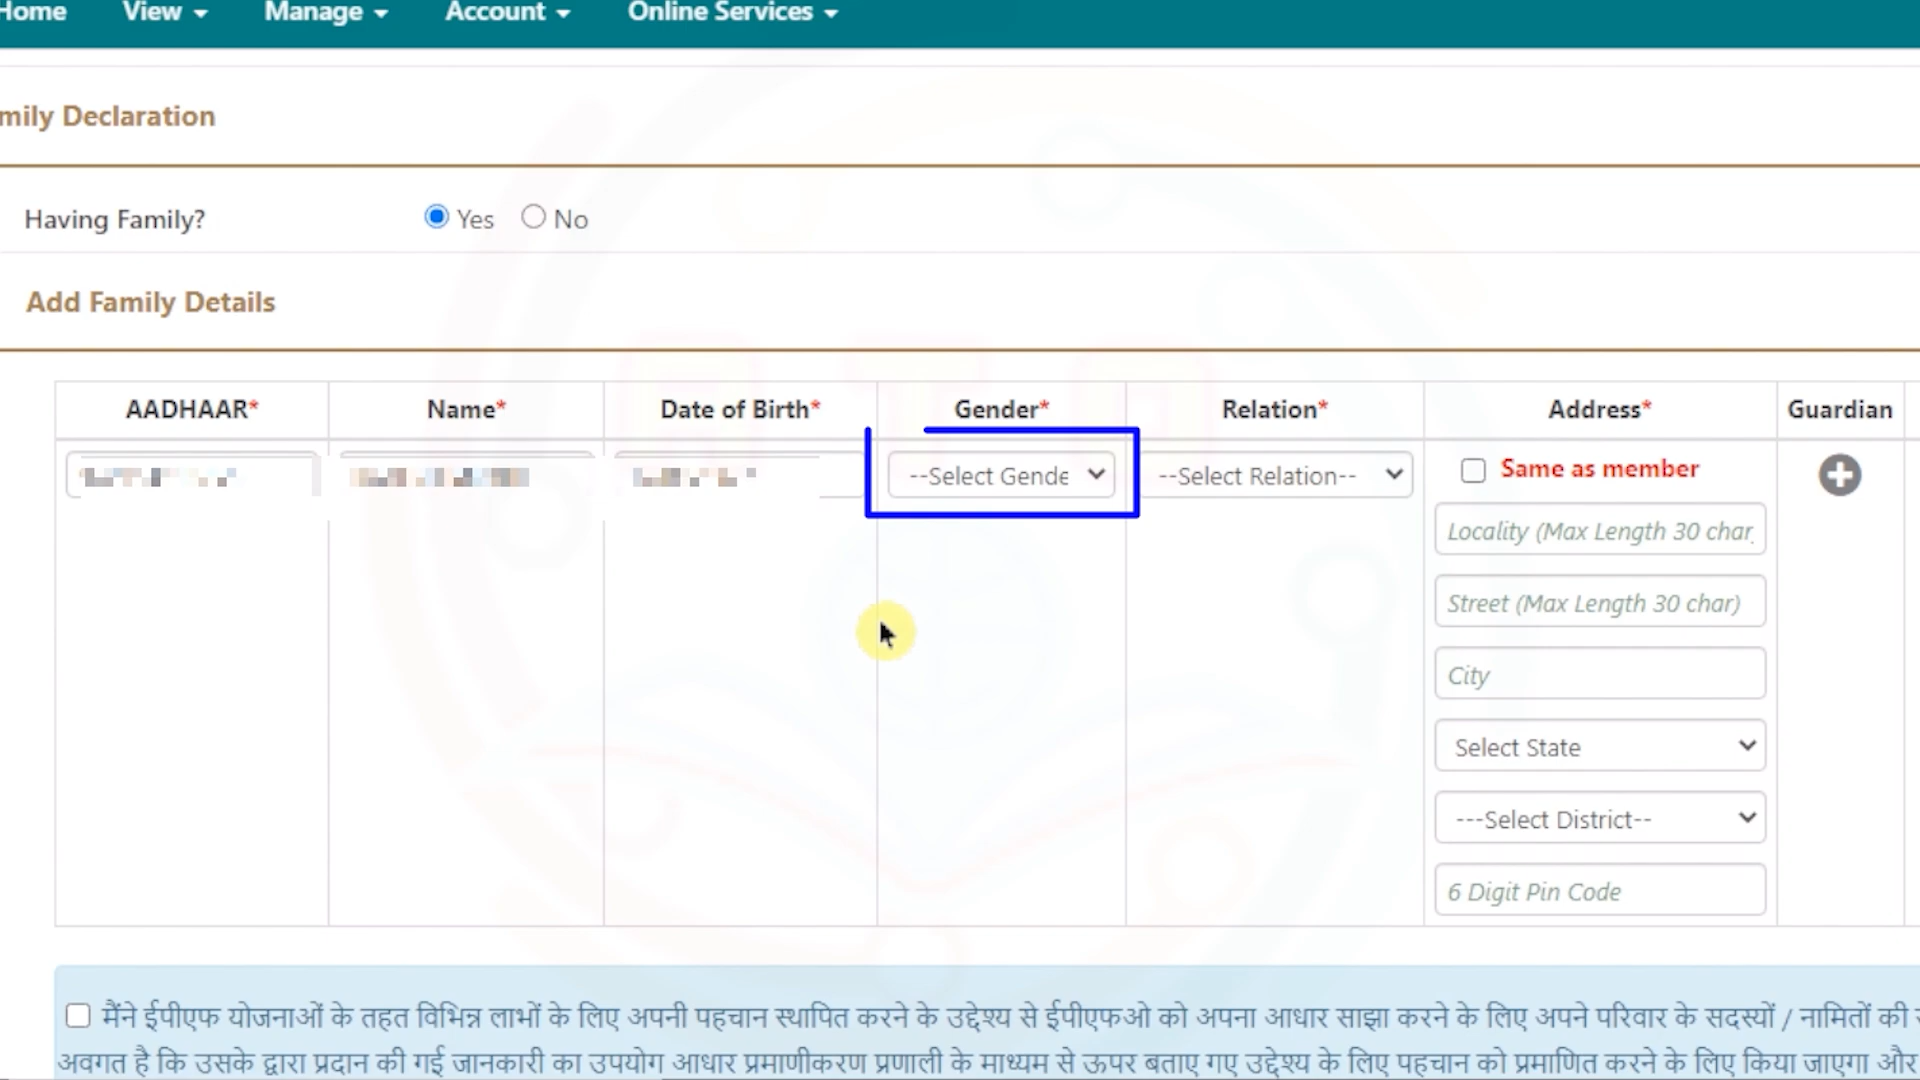 Home View Manage Account Online Services
mily Declaration
Having Family? Yes No
Add Family Details
AADHAAR* Name* Date of Birth* Gender* Relation* Address* Guardian
--Select Gende --Select Relation-- Same as member
Locality (Max Length 30 char
Street (Max Length 30 char)
City
Select State
---Select District--
6 Digit Pin Code
मैंने ईपीएफ योजनाओं के तहत विभिन्न लाभों के लिए अपनी पहचान स्थापित करने के उद्देश्य से ईपीएफओ को अपना आधार साझा करने के लिए अपने परिवार के सदस्यों / नामितों की
अवगत है कि उसके द्वारा प्रदान की गई जानकारी का उपयोग आधार प्रमाणीकरण प्रणाली के माध्यम से ऊपर बताए गए उद्देश्य के लिए पहचान को प्रमाणित करने के लिए किया जाएगा और